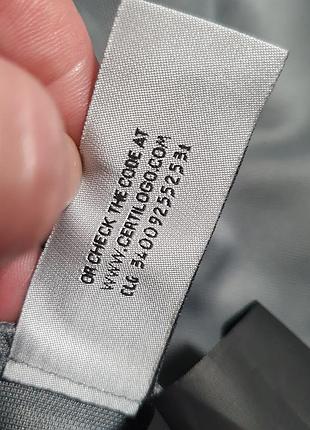 OR CHECK THE CODE AT
WWW.CERTILOGO.COM
CLG 340092552531